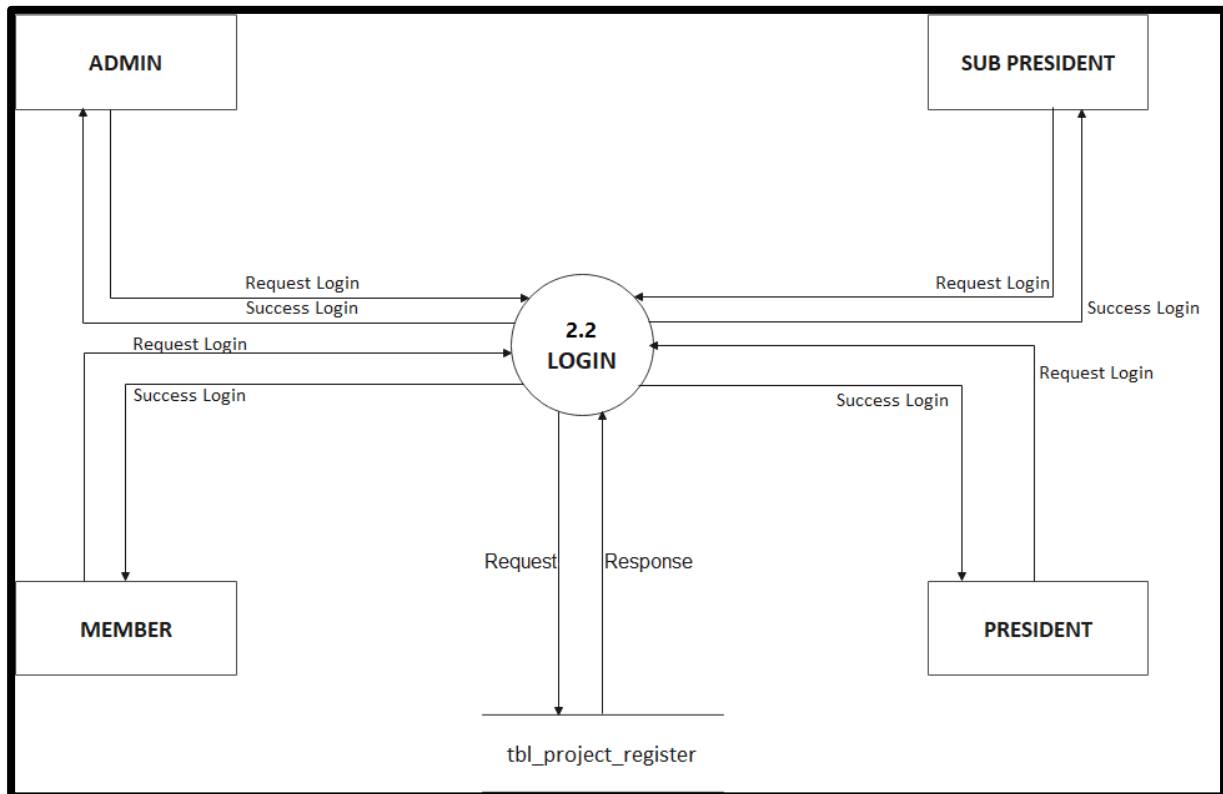 ADMIN
SUB PRESIDENT
Request Login
Success Login
Request Login
Success Login
2.2
LOGIN
Request Login
Success Login
Request Login
Success Login
Request
Response
MEMBER
PRESIDENT
tbl_project_register